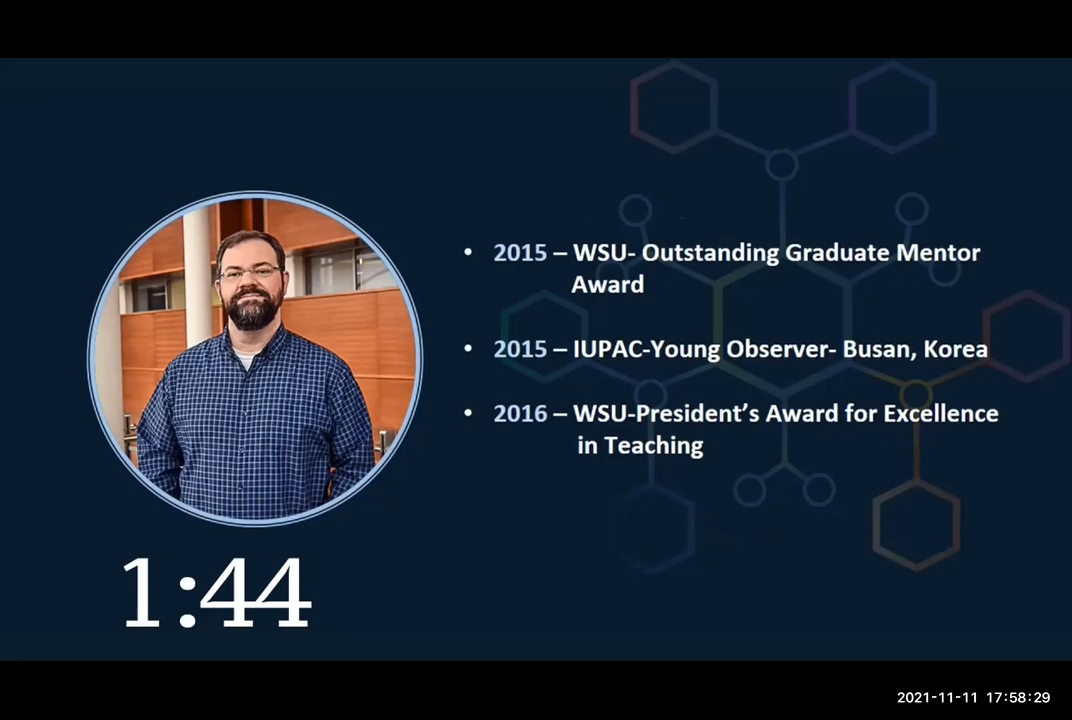 • 2015 – WSU- Outstanding Graduate Mentor
Award
• 2015 – IUPAC-Young Observer- Busan, Korea
• 2016 – WSU-President’s Award for Excellence
in Teaching
1:44
2021-11-11 17:58:29